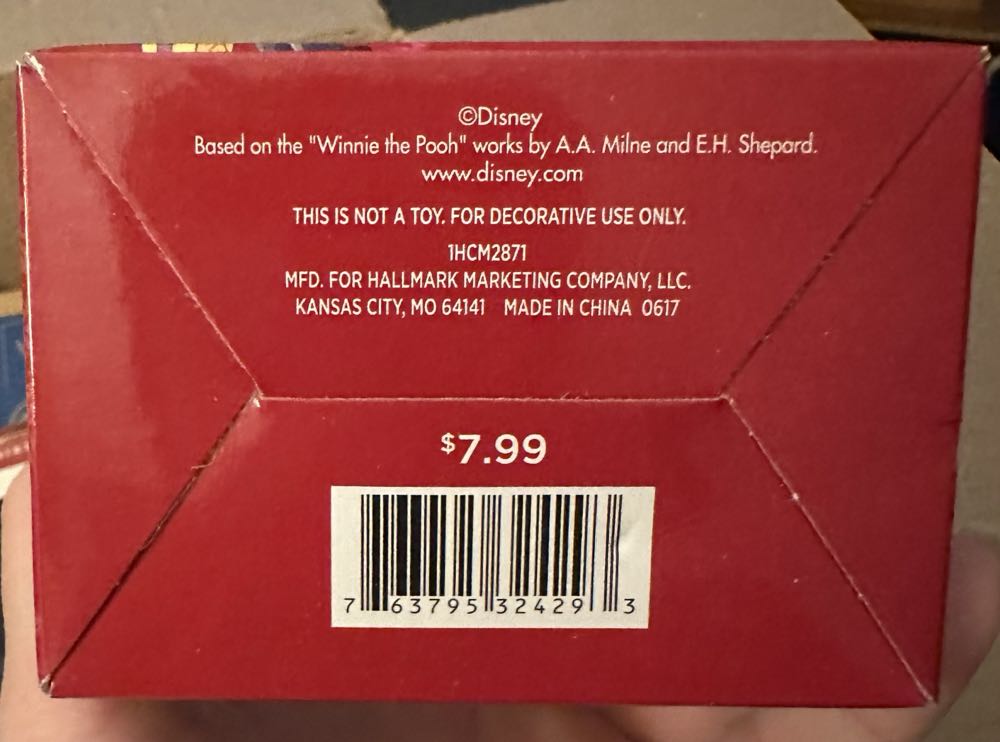 ©Disney
Based on the "Winnie the Pooh" works by A.A. Milne and E.H. Shepard.
www.disney.com
THIS IS NOT A TOY. FOR DECORATIVE USE ONLY.
1HCM2871
MFD. FOR HALLMARK MARKETING COMPANY, LLC.
KANSAS CITY, MO 64141 MADE IN CHINA 0617
$7.99
7 63795 32429 3